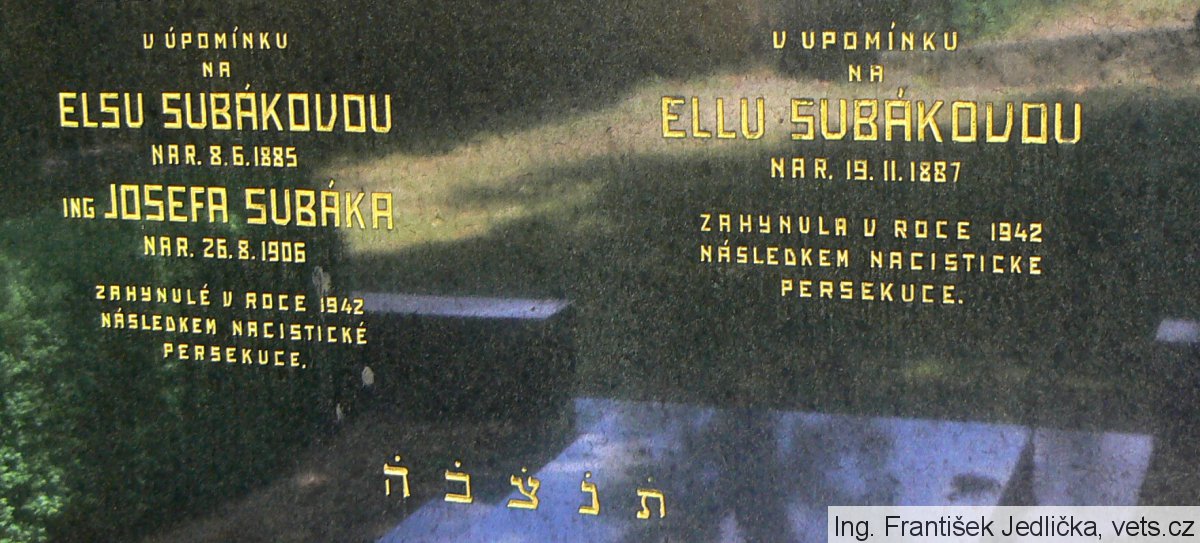 V ÚPOMÍNKU
NA
ELSU SUBÁKOVOU
NAR. 8.6.1885
ING JOSEFA SUBÁKA
NAR. 26.8.1906
ZAHYNULÉ V ROCE 1942
NÁSLEDKEM NACISTICKÉ
PERSEKUCE.
V UPOMÍNKU
NA
ELLU SUBÁKOVOU
NAR. 19.11.1887
ZAHYNULA V ROCE 1942
NÁSLEDKEM NACISTICKE
PERSEKUCE.
ת֗ נ֗ צ֗ ב֗ ה֗
Ing. František Jedlička, vets.cz